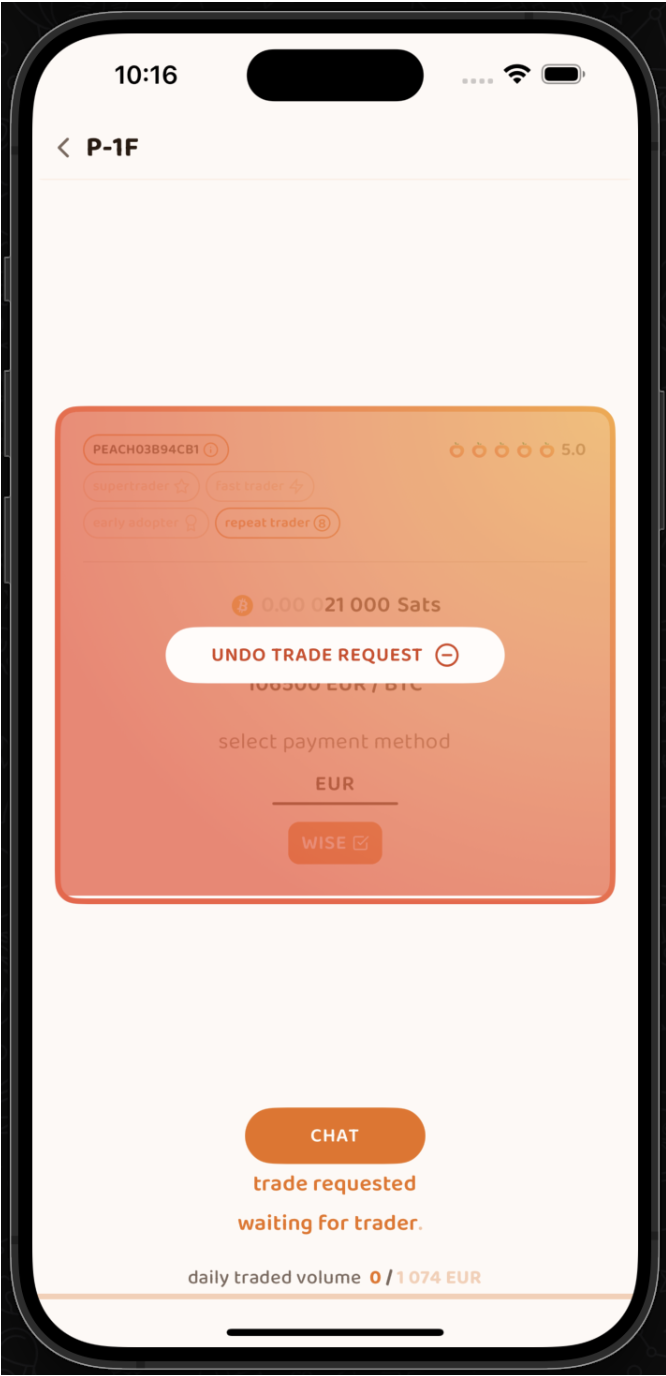 10:16
P-1F
PEACH03B94CB1
5.0
supertrader
fast trader
early adopter
repeat trader 8
0.00 021 000 Sats
UNDO TRADE REQUEST
106500 EUR / BTC
select payment method
EUR
WISE
CHAT
trade requested
waiting for trader.
daily traded volume 0 / 1 074 EUR